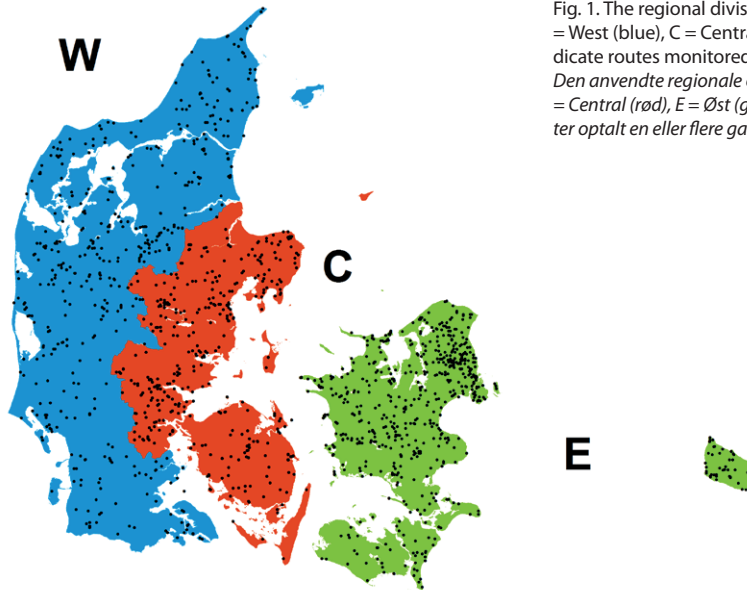 Fig. 1. The regional divis
= West (blue), C = Centra
dicate routes monitored
Den anvendte regionale
= Central (rød), E = Øst (g
ter optalt en eller flere ga
W
C
E